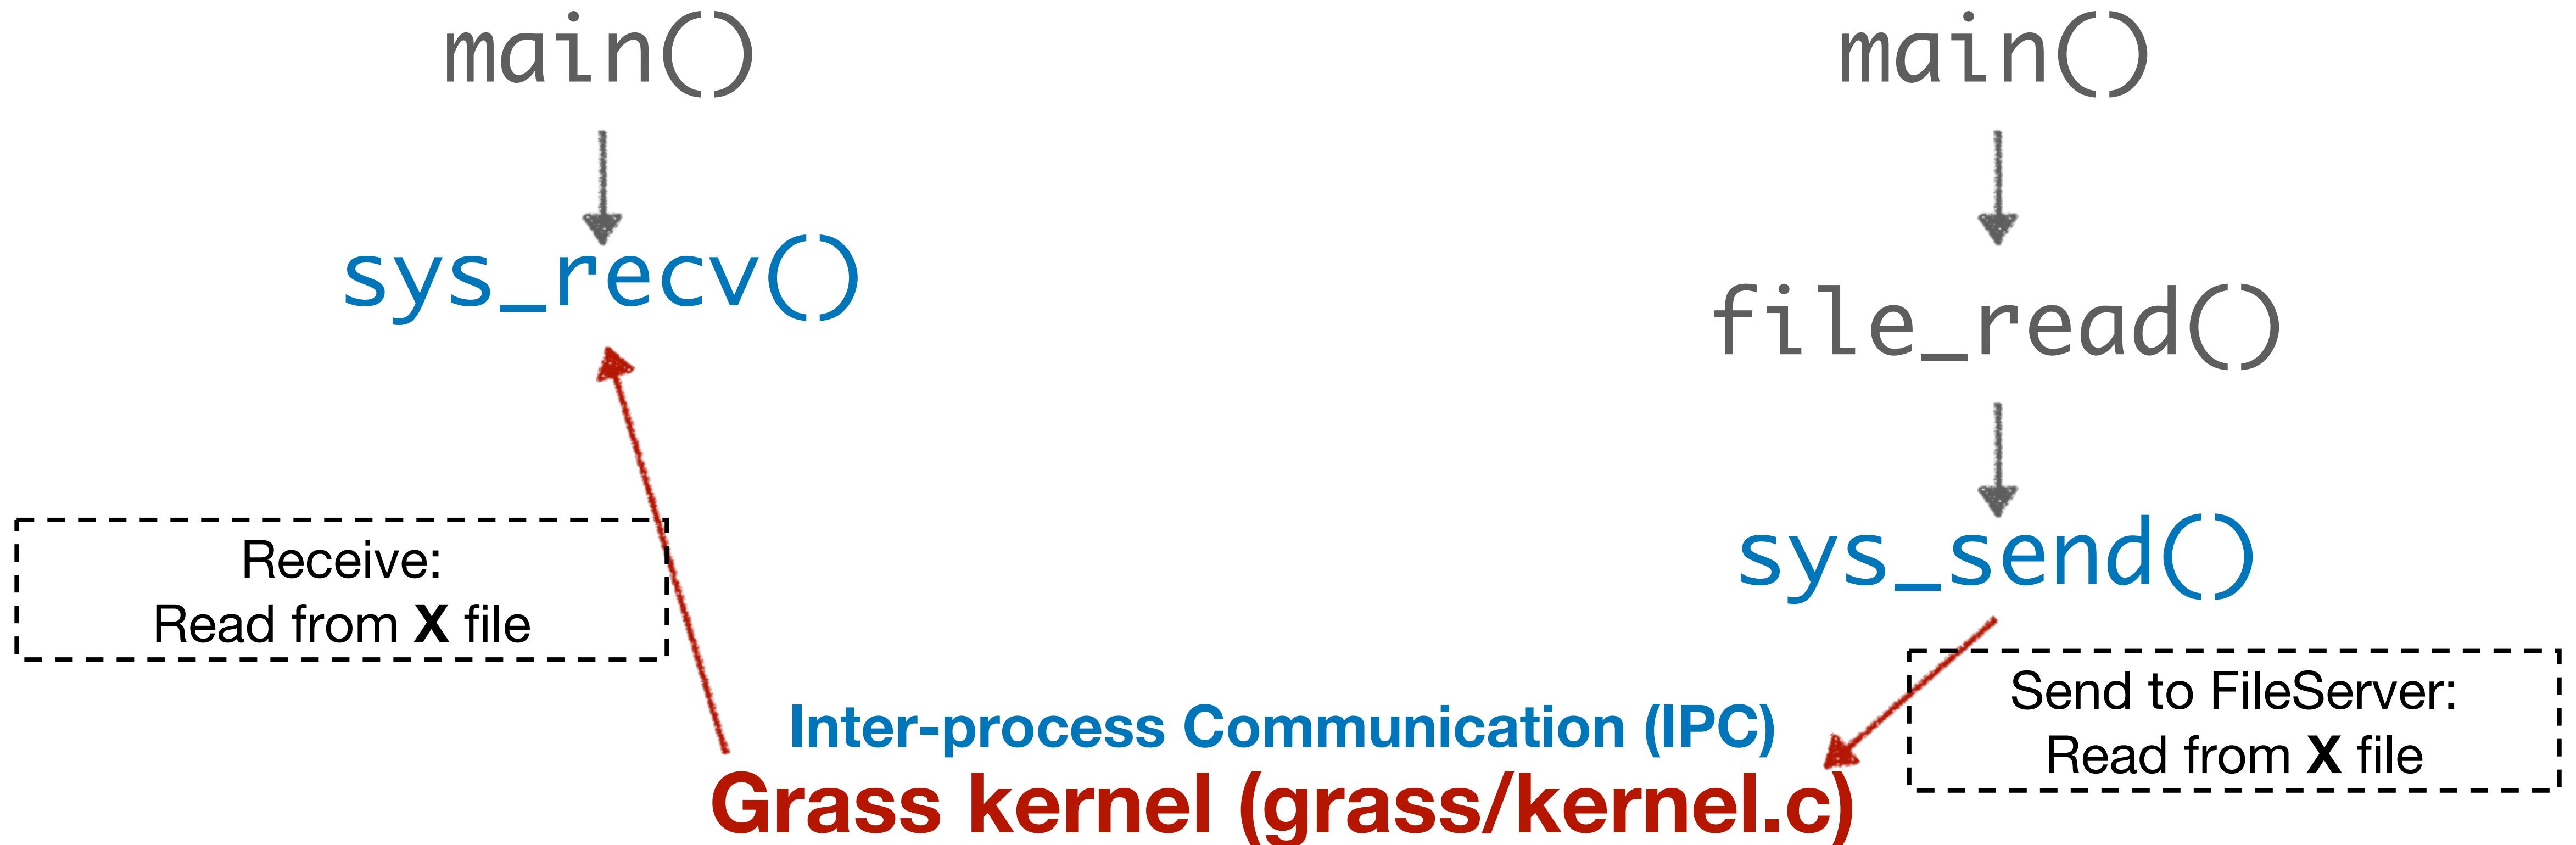 main()
main()
sys_recv()
file_read()
sys_send()
Receive:
Read from X file
Send to FileServer:
Read from X file
Inter-process Communication (IPC)
Grass kernel (grass/kernel.c)